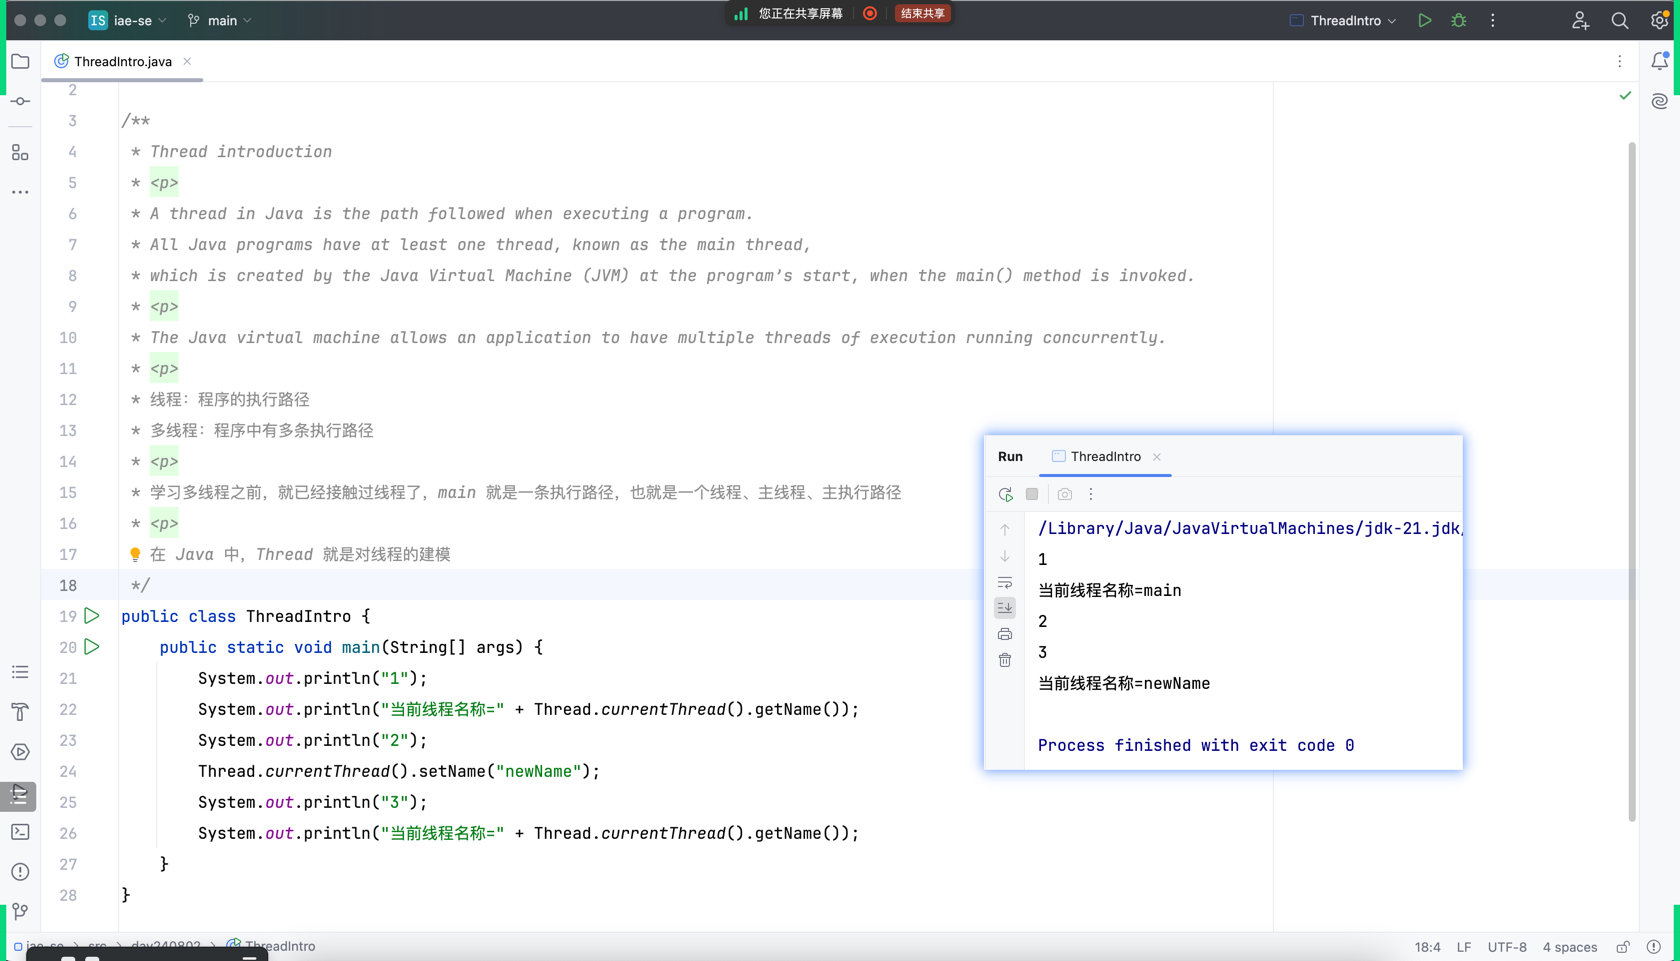 IS iae-se main 您正在共享屏幕 结束共享 ThreadIntro
ThreadIntro.java
2
3 /**
4 * Thread introduction
5 * <p>
6 * A thread in Java is the path followed when executing a program.
7 * All Java programs have at least one thread, known as the main thread,
8 * which is created by the Java Virtual Machine (JVM) at the program's start, when the main() method is invoked.
9 * <p>
10 * The Java virtual machine allows an application to have multiple threads of execution running concurrently.
11 * <p>
12 * 线程：程序的执行路径
13 * 多线程：程序中有多条执行路径
14 * <p>
15 * 学习多线程之前，就已经接触过线程了，main 就是一条执行路径，也就是一个线程、主线程、主执行路径
16 * <p>
17 在 Java 中，Thread 就是对线程的建模
18 */
19 public class ThreadIntro {
20 public static void main(String[] args) {
21 System.out.println("1");
22 System.out.println("当前线程名称=" + Thread.currentThread().getName());
23 System.out.println("2");
24 Thread.currentThread().setName("newName");
25 System.out.println("3");
26 System.out.println("当前线程名称=" + Thread.currentThread().getName());
27 }
28 }
Run ThreadIntro
/Library/Java/JavaVirtualMachines/jdk-21.jdk/
1
当前线程名称=main
2
3
当前线程名称=newName
Process finished with exit code 0
iae-se > src > day240802 > ThreadIntro
18:4 LF UTF-8 4 spaces